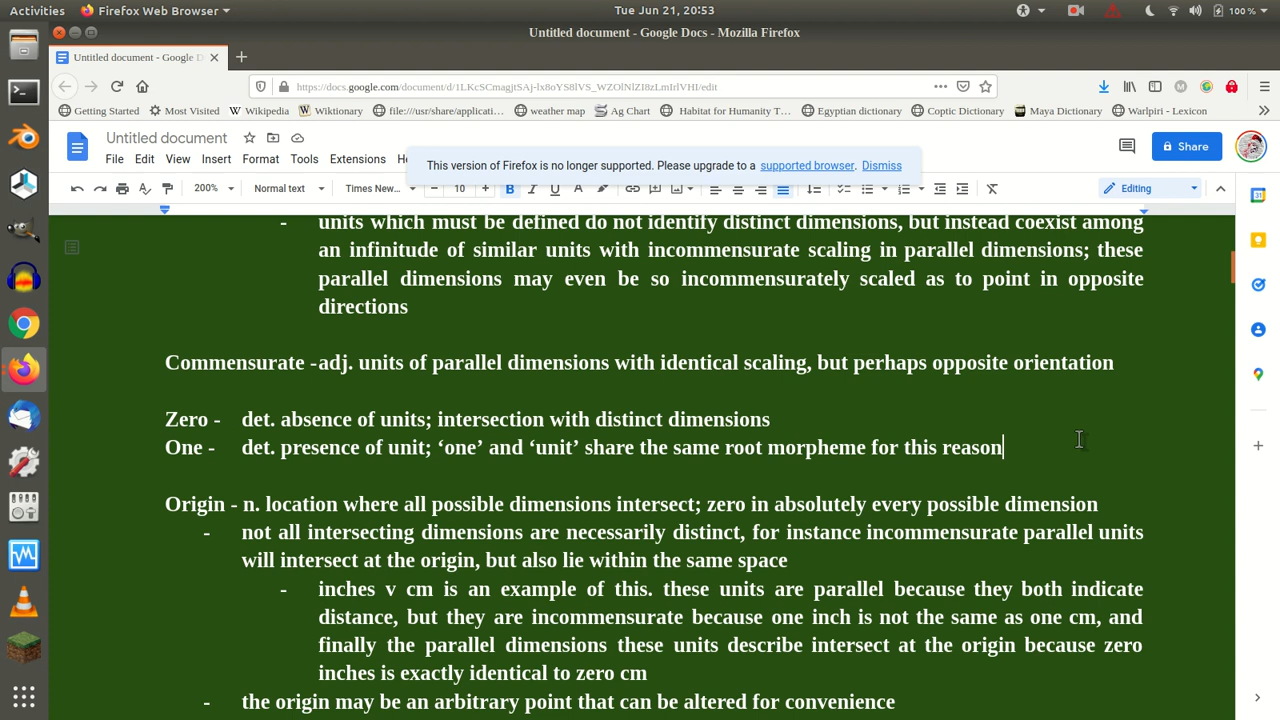 Activities Firefox Web Browser Tue Jun 21, 20:53 100 %
Untitled document - Google Docs - Mozilla Firefox
Untitled document - Google D
https://docs.google.com/document/d/1LKcSCmagjtSAj-lx8oYS8lVS_WZOlNlZI8zLmIrlVHI/edit
Getting Started Most Visited Wikipedia Wiktionary file:///usr/share/applicati… weather map Ag Chart Habitat for Humanity T… Egyptian dictionary Coptic Dictionary Maya Dictionary Warlpiri - Lexicon
Untitled document
File Edit View Insert Format Tools Extensions
This version of Firefox is no longer supported. Please upgrade to a supported browser. Dismiss
Share
200% Normal text Times New... 10 B I U A Editing
- units which must be defined do not identify distinct dimensions, but instead coexist among
an infinitude of similar units with incommensurate scaling in parallel dimensions; these
parallel dimensions may even be so incommensurately scaled as to point in opposite
directions
Commensurate - adj. units of parallel dimensions with identical scaling, but perhaps opposite orientation
Zero - det. absence of units; intersection with distinct dimensions
One - det. presence of unit; ‘one’ and ‘unit’ share the same root morpheme for this reason
Origin - n. location where all possible dimensions intersect; zero in absolutely every possible dimension
- not all intersecting dimensions are necessarily distinct, for instance incommensurate parallel units
will intersect at the origin, but also lie within the same space
- inches v cm is an example of this. these units are parallel because they both indicate
distance, but they are incommensurate because one inch is not the same as one cm, and
finally the parallel dimensions these units describe intersect at the origin because zero
inches is exactly identical to zero cm
- the origin may be an arbitrary point that can be altered for convenience